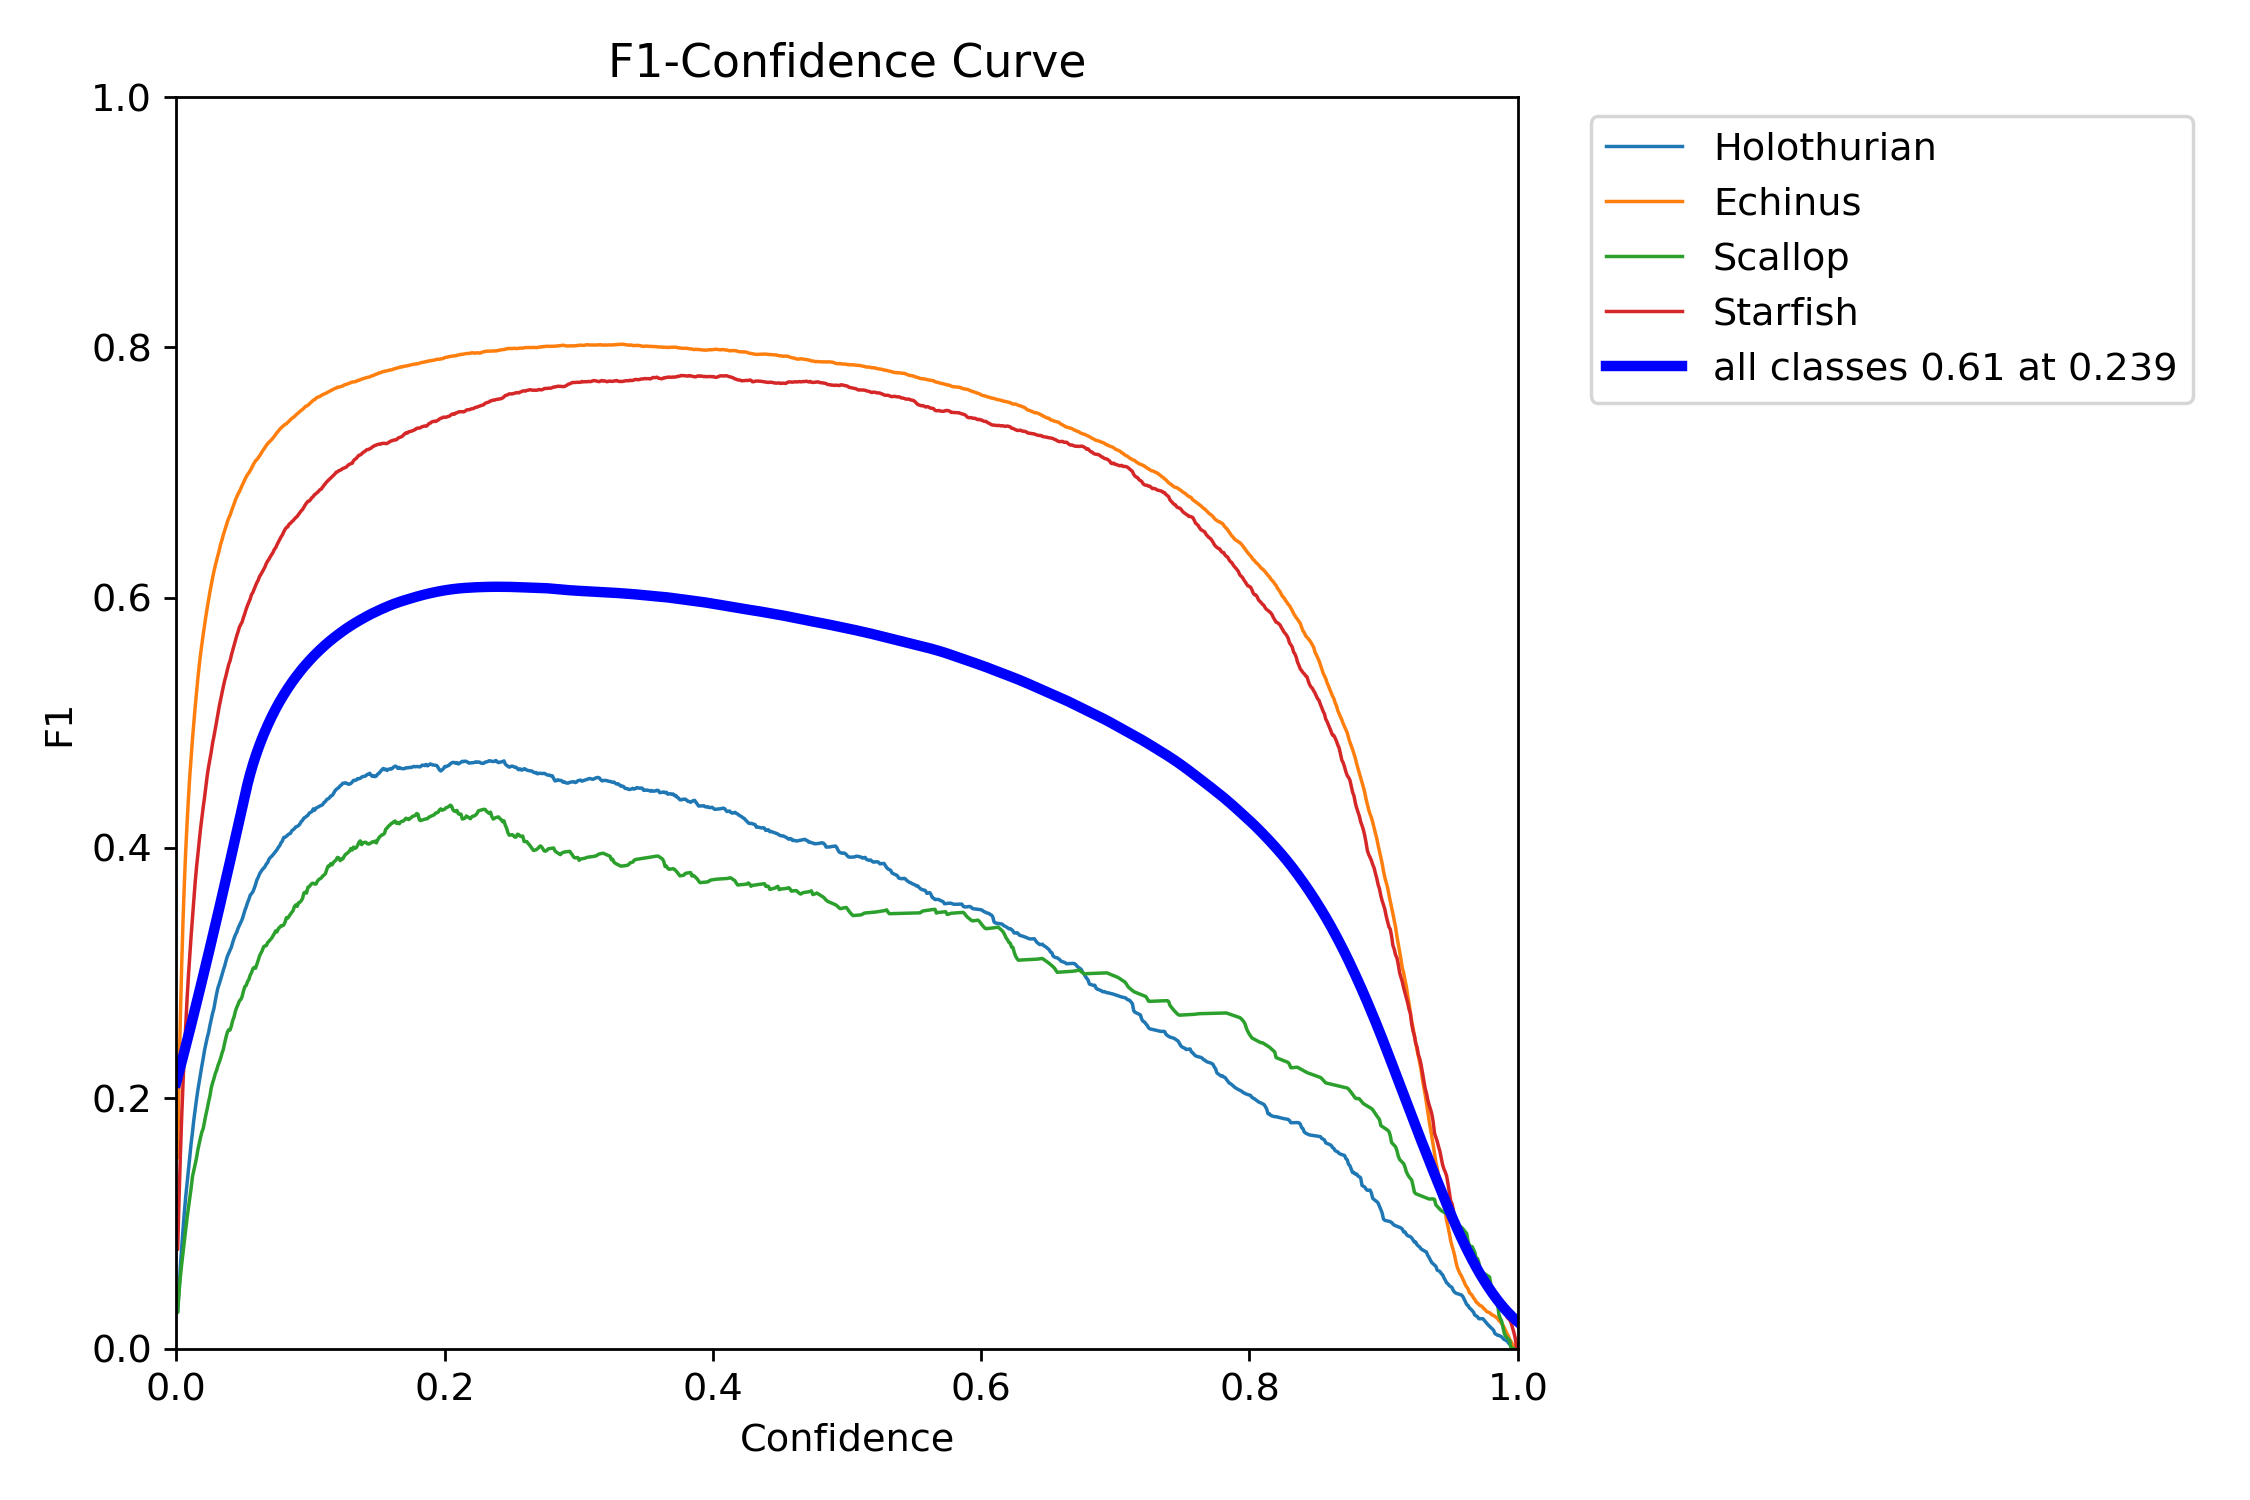 F1-Confidence Curve
1.0
0.8
0.6
0.4
0.2
0.0
F1
0.0 0.2 0.4 0.6 0.8 1.0
Confidence
Holothurian
Echinus
Scallop
Starfish
all classes 0.61 at 0.239